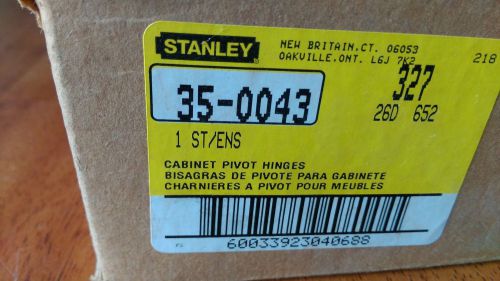 STANLEY
NEW BRITAIN, CT. 06053
OAKVILLE, ONT. L6J 7K2
218
35-0043
327
26D 652
1 ST/ENS
CABINET PIVOT HINGES
BISAGRAS DE PIVOTE PARA GABINETE
CHARNIERES A PIVOT POUR MEUBLES
60033923040688